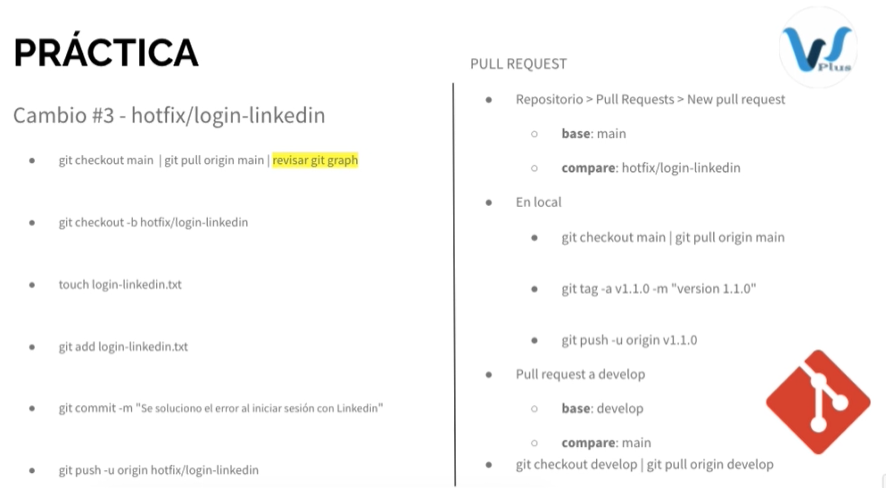 PRÁCTICA
Cambio #3 - hotfix/login-linkedin
git checkout main | git pull origin main | revisar git graph
git checkout -b hotfix/login-linkedin
touch login-linkedin.txt
git add login-linkedin.txt
git commit -m "Se soluciono el error al iniciar sesión con Linkedin"
git push -u origin hotfix/login-linkedin
PULL REQUEST
Repositorio > Pull Requests > New pull request
base: main
compare: hotfix/login-linkedin
En local
git checkout main | git pull origin main
git tag -a v1.1.0 -m "version 1.1.0"
git push -u origin v1.1.0
Pull request a develop
base: develop
compare: main
git checkout develop | git pull origin develop
Plus